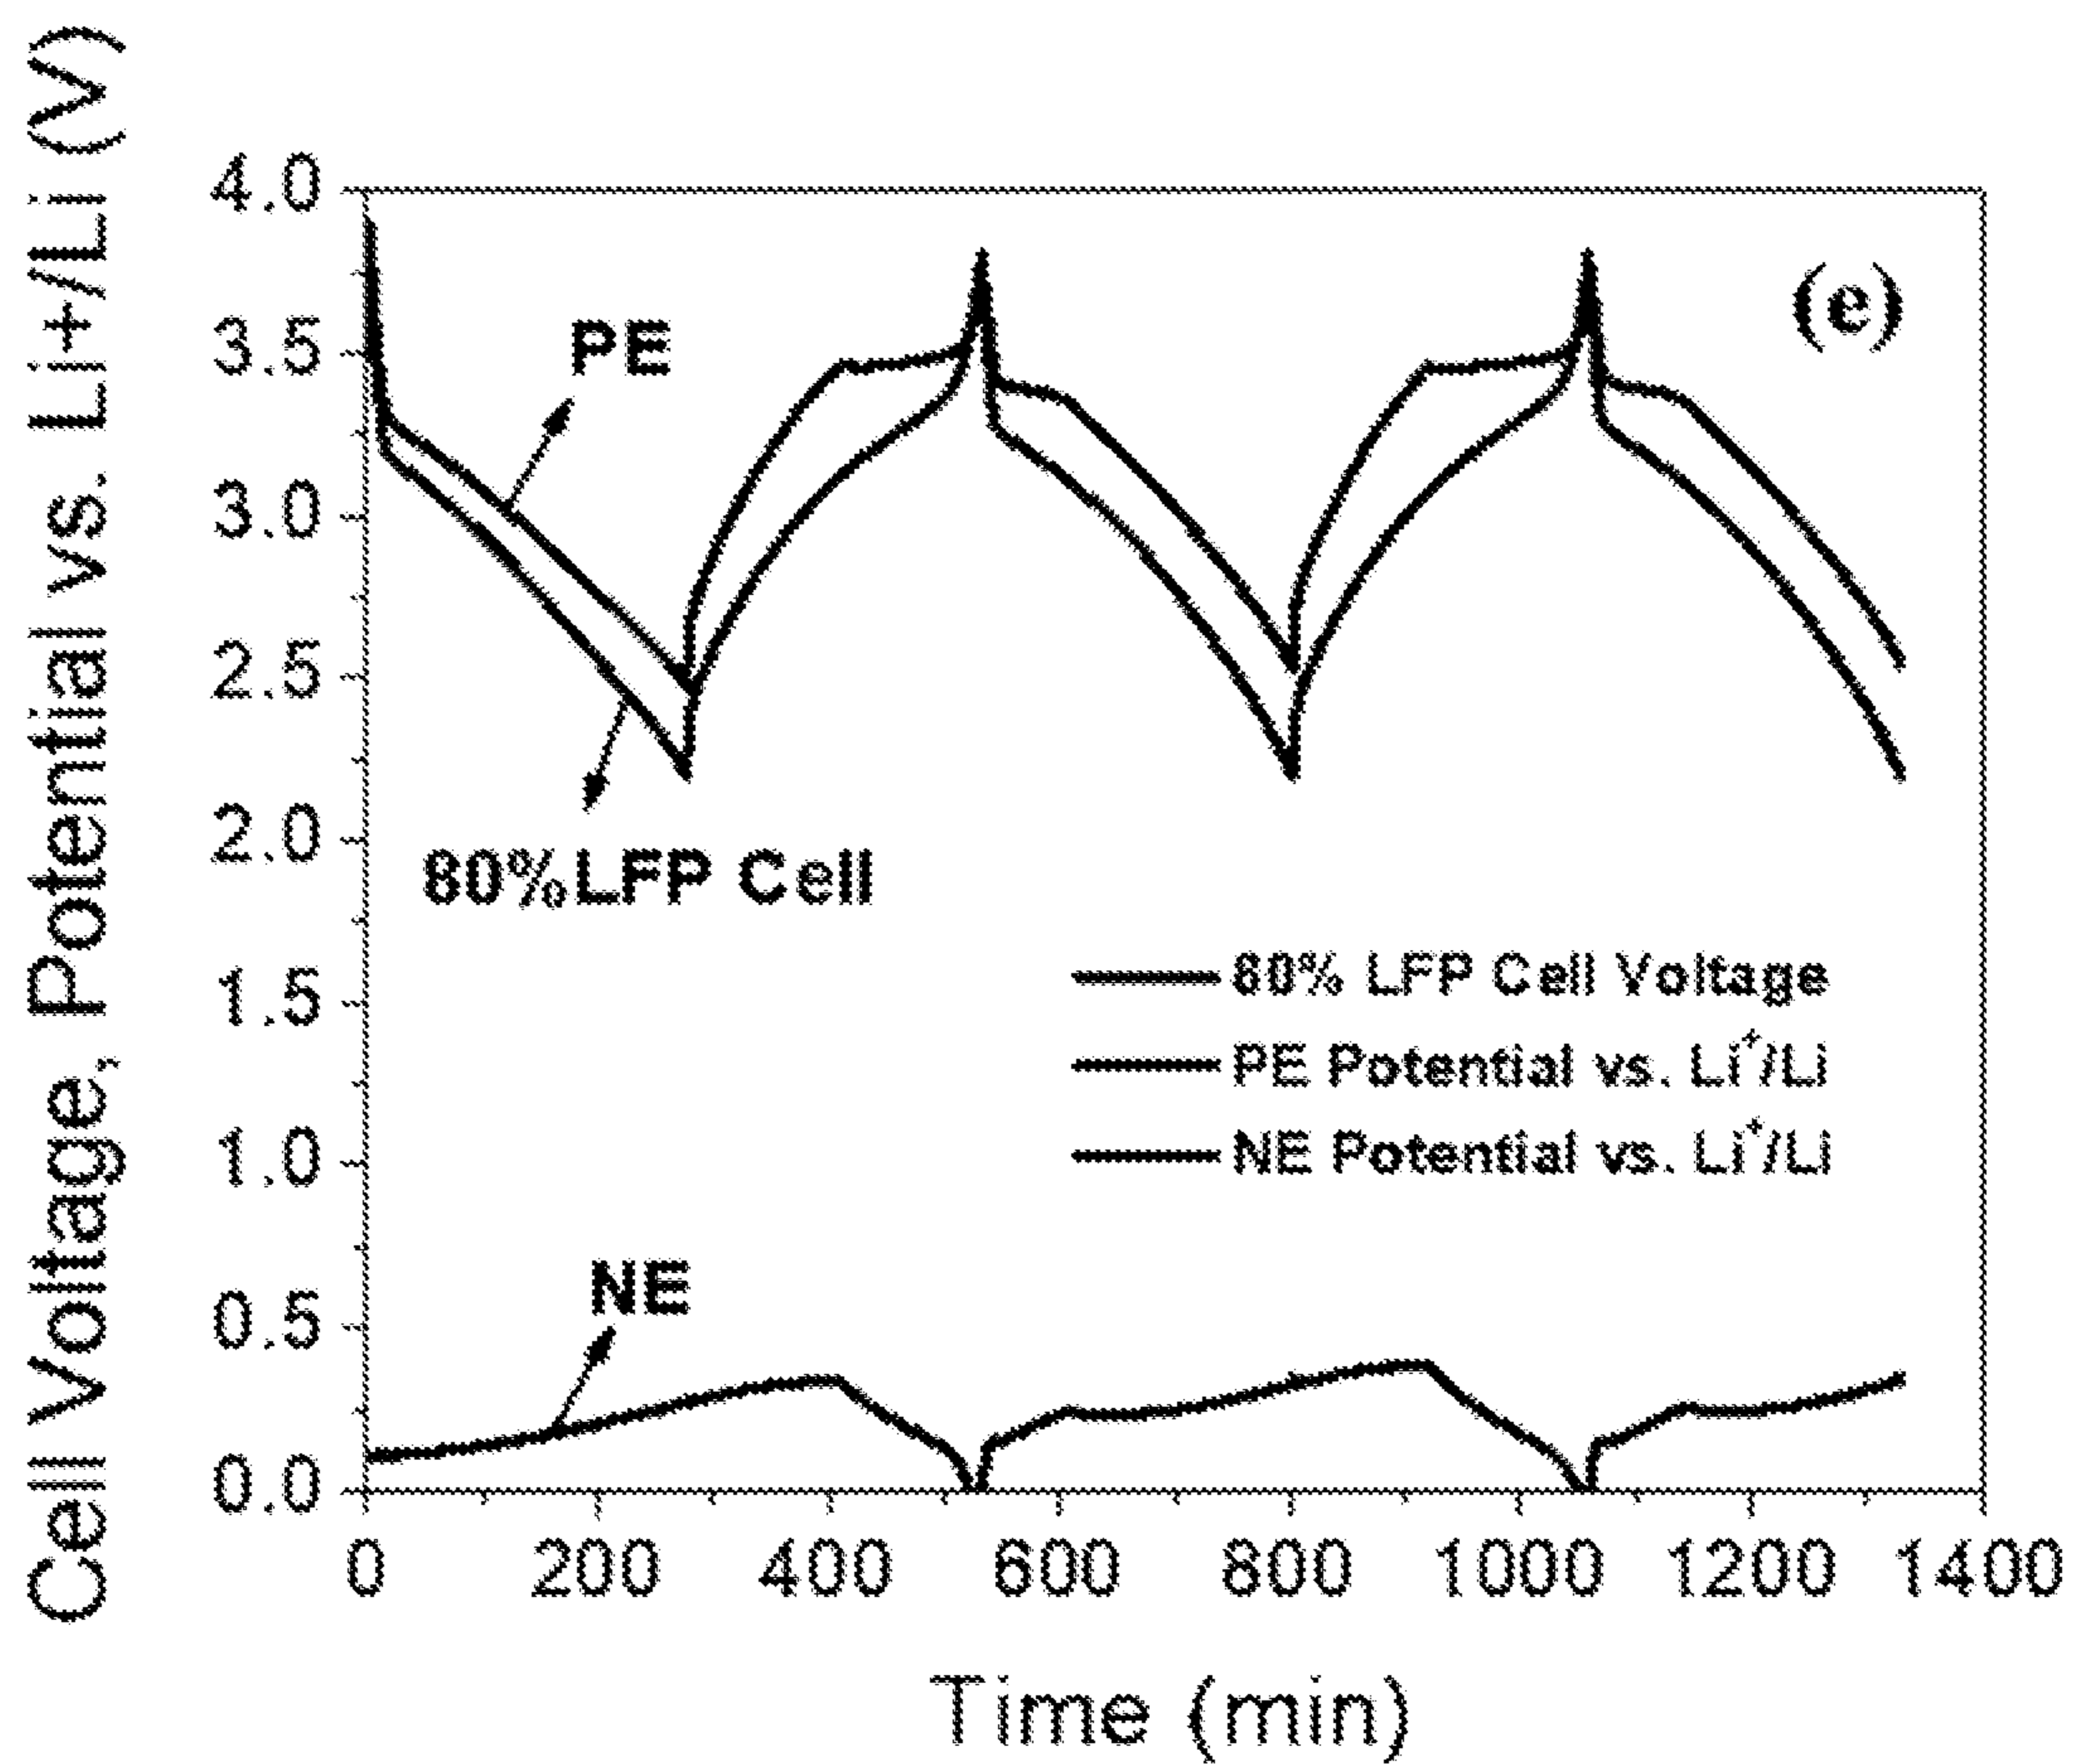 Cell Voltage, Potential vs. Li+/Li (V)
4.0
3.5
3.0
2.5
2.0
1.5
1.0
0.5
0.0
(e)
PE
80%LFP Cell
60% LFP Cell Voltage
PE Potential vs. Li⁺/Li
NE Potential vs. Li⁺/Li
NE
0 200 400 600 800 1000 1200 1400
Time (min)